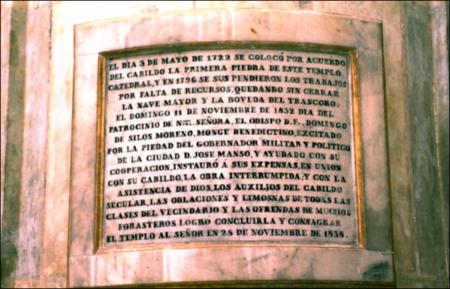 EL DIA 3 DE MAYO DE 1722 SE COLOCÓ POR ACUERDO
DEL CABILDO LA PRIMERA PIEDRA DE ESTE TEMPLO
CATEDRAL, Y EN 1796 SE SUSPENDIERON LOS TRABAJOS
POR FALTA DE RECURSOS, QUEDANDO SIN CERRAR
LA NAVE MAYOR Y LA BOVEDA DEL TRASCORO.
EL DOMINGO 11 DE NOVIEMBRE DE 1832 DIA DEL
PATROCINIO DE NTRA. SEÑORA, EL OBISPO D. F. DOMINGO
DE SILOS MORENO, MONGE BENEDICTINO, EXCITADO
POR LA PIEDAD DEL GOBERNADOR MILITAR Y POLITICO
DE LA CIUDAD D. JOSE MANSO, Y AYUDADO CON SU
COOPERACION, INSTAURÓ Á SUS EXPENSAS, EN UNION
CON SU CABILDO, LA OBRA INTERRUMPIDA, Y CON LA
ASISTENCIA DE DIOS, LOS AUXILIOS DEL CABILDO
SECULAR, LAS OBLACIONES Y LIMOSNAS DE TODAS LAS
CLASES DEL VECINDARIO Y LAS OFRENDAS DE MUCHOS
FORASTEROS LOGRO CONCLUIRLA Y CONSAGRAR
EL TEMPLO AL SEÑOR EN 28 DE NOVIEMBRE DE 1838.